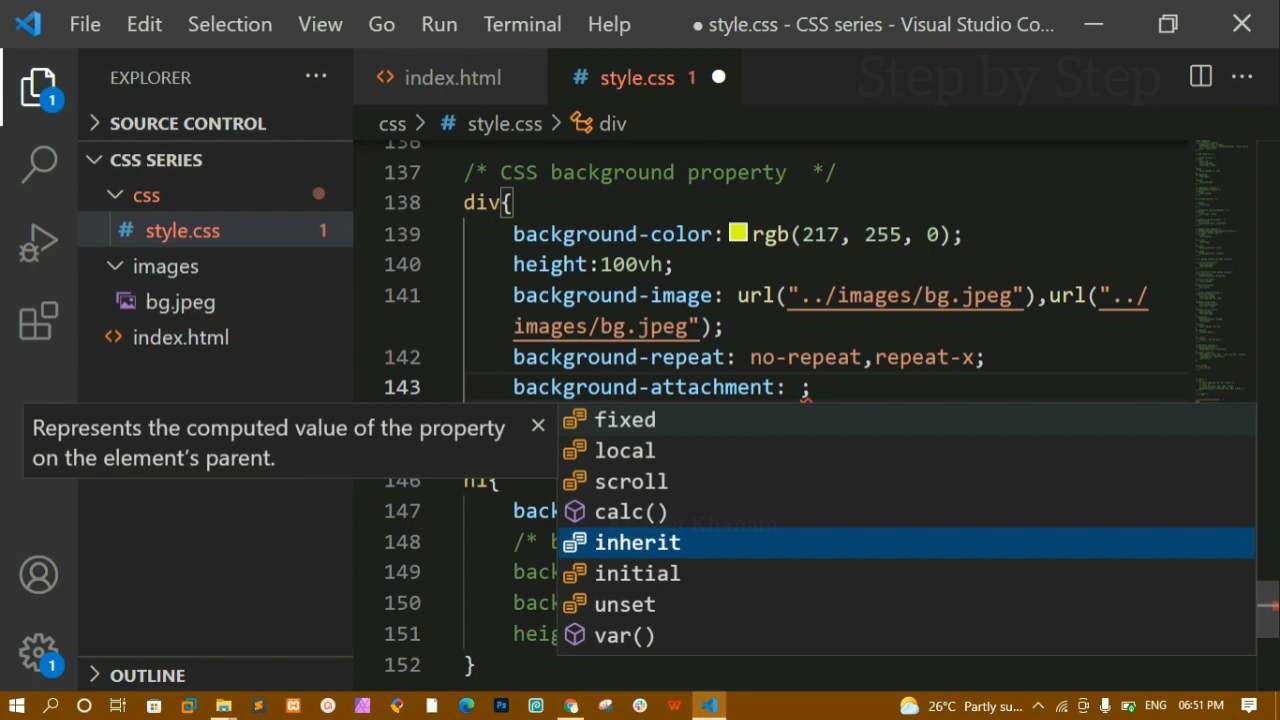 File Edit Selection View Go Run Terminal Help ● style.css - CSS series - Visual Studio Co...
EXPLORER ...
index.html
# style.css 1
Step by Step
SOURCE CONTROL
css > # style.css > div
CSS SERIES
css
# style.css 1
images
bg.jpeg
index.html
136
137 /* CSS background property */
138 div{
139 background-color: rgb(217, 255, 0);
140 height:100vh;
141 background-image: url("../images/bg.jpeg"),url("../
images/bg.jpeg");
142 background-repeat: no-repeat,repeat-x;
143 background-attachment: ;
Represents the computed value of the property
on the element's parent.
fixed
local
scroll
calc()
inherit
initial
unset
var()
146 h1{
147 back
148 /* b
149 back
150 back
151 heig
152 }
Khanam
1
1
OUTLINE
26°C Partly su... ENG 06:51 PM